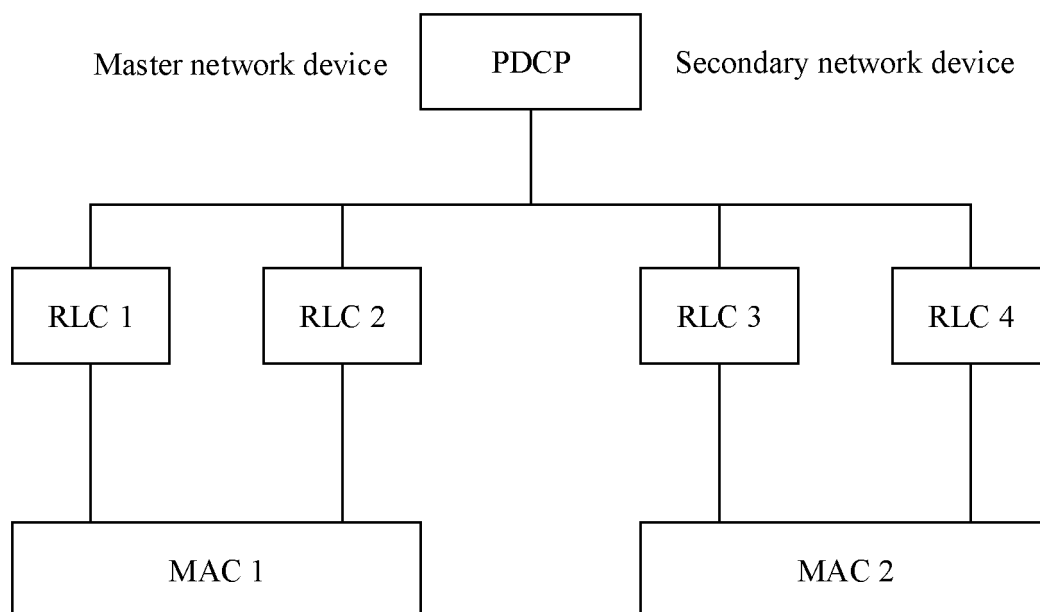 Master network device
PDCP
Secondary network device
RLC 1
RLC 2
RLC 3
RLC 4
MAC 1
MAC 2